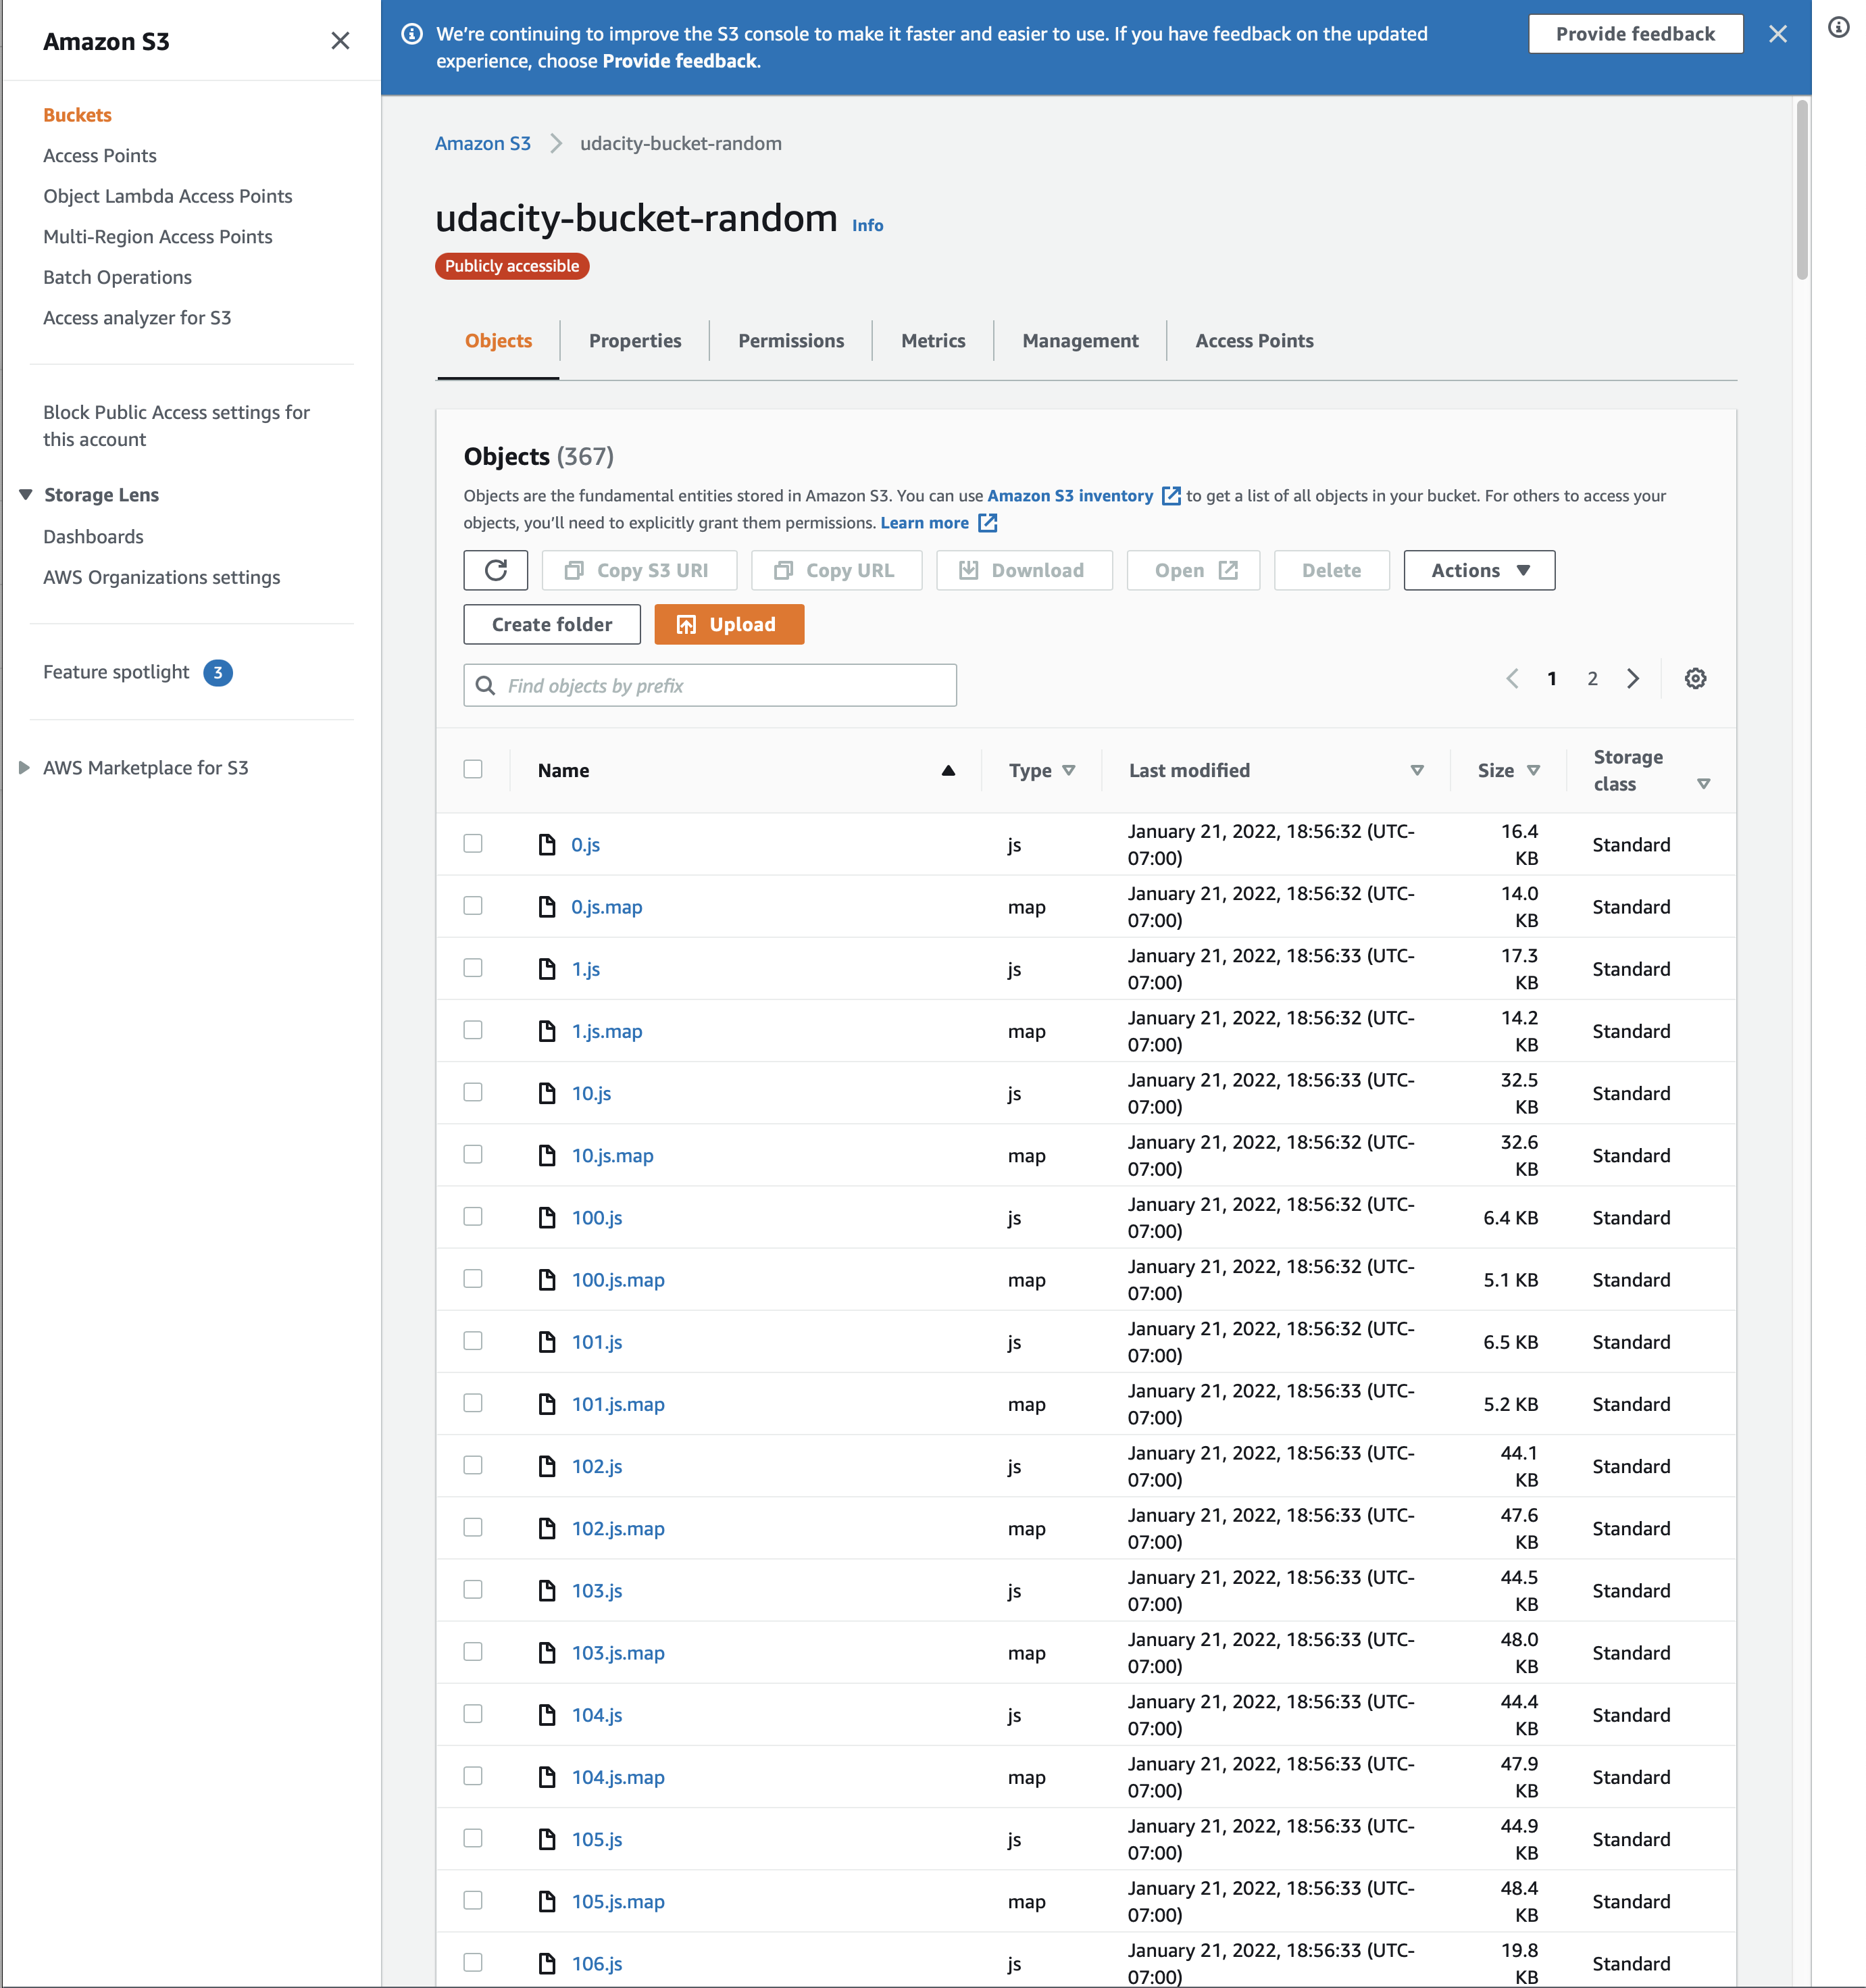 Amazon S3
Buckets
Access Points
Object Lambda Access Points
Multi-Region Access Points
Batch Operations
Access analyzer for S3
Block Public Access settings for
this account
Storage Lens
Dashboards
AWS Organizations settings
Feature spotlight 3
AWS Marketplace for S3
We’re continuing to improve the S3 console to make it faster and easier to use. If you have feedback on the updated
experience, choose Provide feedback.
Provide feedback
Amazon S3 udacity-bucket-random
udacity-bucket-random Info
Publicly accessible
Objects Properties Permissions Metrics Management Access Points
Objects (367)
Objects are the fundamental entities stored in Amazon S3. You can use Amazon S3 inventory to get a list of all objects in your bucket. For others to access your
objects, you’ll need to explicitly grant them permissions. Learn more
Copy S3 URI Copy URL Download Open Delete Actions
Create folder Upload
Find objects by prefix 1 2
Name Type Last modified Size Storage
class
0.js js January 21, 2022, 18:56:32 (UTC- 16.4 Standard
07:00) KB
0.js.map map January 21, 2022, 18:56:32 (UTC- 14.0 Standard
07:00) KB
1.js js January 21, 2022, 18:56:33 (UTC- 17.3 Standard
07:00) KB
1.js.map map January 21, 2022, 18:56:32 (UTC- 14.2 Standard
07:00) KB
10.js js January 21, 2022, 18:56:33 (UTC- 32.5 Standard
07:00) KB
10.js.map map January 21, 2022, 18:56:32 (UTC- 32.6 Standard
07:00) KB
100.js js January 21, 2022, 18:56:32 (UTC- 6.4 KB Standard
07:00)
100.js.map map January 21, 2022, 18:56:32 (UTC- 5.1 KB Standard
07:00)
101.js js January 21, 2022, 18:56:32 (UTC- 6.5 KB Standard
07:00)
101.js.map map January 21, 2022, 18:56:33 (UTC- 5.2 KB Standard
07:00)
102.js js January 21, 2022, 18:56:33 (UTC- 44.1 Standard
07:00) KB
102.js.map map January 21, 2022, 18:56:33 (UTC- 47.6 Standard
07:00) KB
103.js js January 21, 2022, 18:56:33 (UTC- 44.5 Standard
07:00) KB
103.js.map map January 21, 2022, 18:56:33 (UTC- 48.0 Standard
07:00) KB
104.js js January 21, 2022, 18:56:33 (UTC- 44.4 Standard
07:00) KB
104.js.map map January 21, 2022, 18:56:33 (UTC- 47.9 Standard
07:00) KB
105.js js January 21, 2022, 18:56:33 (UTC- 44.9 Standard
07:00) KB
105.js.map map January 21, 2022, 18:56:33 (UTC- 48.4 Standard
07:00) KB
106.js js January 21, 2022, 18:56:33 (UTC- 19.8 Standard
07:00) KB